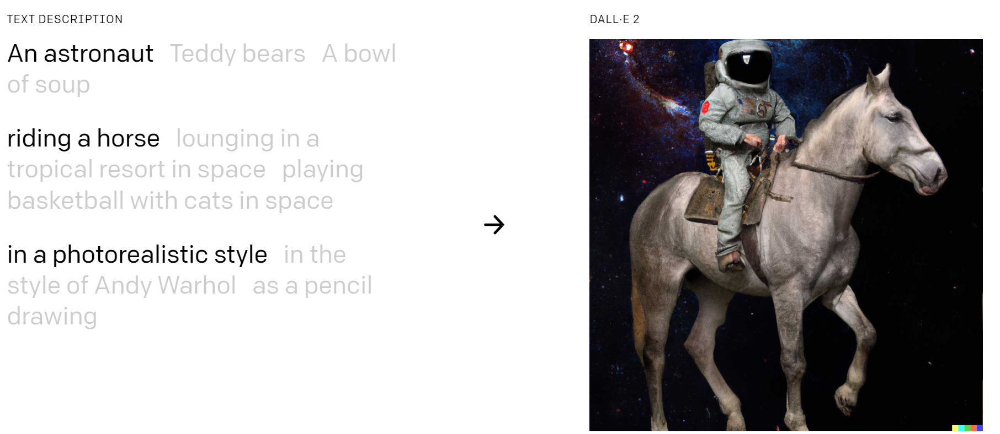 TEXT DESCRIPTION
An astronaut Teddy bears A bowl
of soup
riding a horse lounging in a
tropical resort in space playing
basketball with cats in space
in a photorealistic style in the
style of Andy Warhol as a pencil
drawing
DALL·E 2